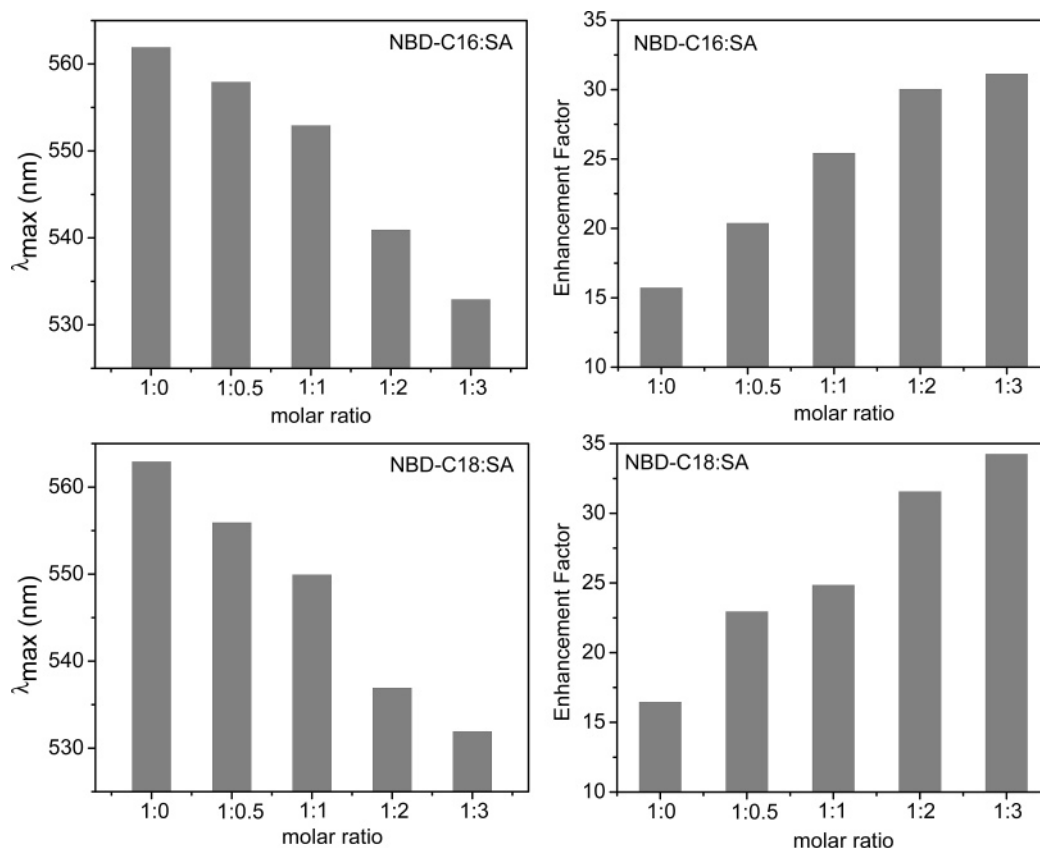 NBD-C16:SA
λmax (nm)
560
550
540
530
1:0 1:0.5 1:1 1:2 1:3
molar ratio
NBD-C16:SA
Enhancement Factor
35
30
25
20
15
10
1:0 1:0.5 1:1 1:2 1:3
molar ratio
NBD-C18:SA
λmax (nm)
560
550
540
530
1:0 1:0.5 1:1 1:2 1:3
molar ratio
NBD-C18:SA
Enhancement Factor
35
30
25
20
15
10
1:0 1:0.5 1:1 1:2 1:3
molar ratio